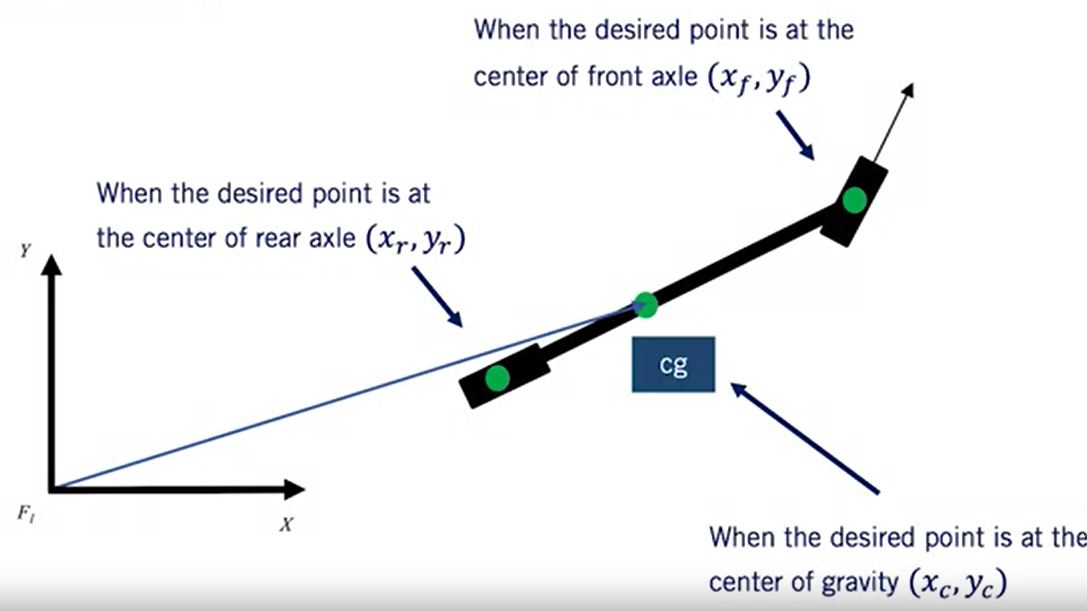 When the desired point is at the
center of front axle (x_f, y_f)
When the desired point is at
the center of rear axle (x_r, y_r)
Y
cg
F_I
X
When the desired point is at the
center of gravity (x_c, y_c)